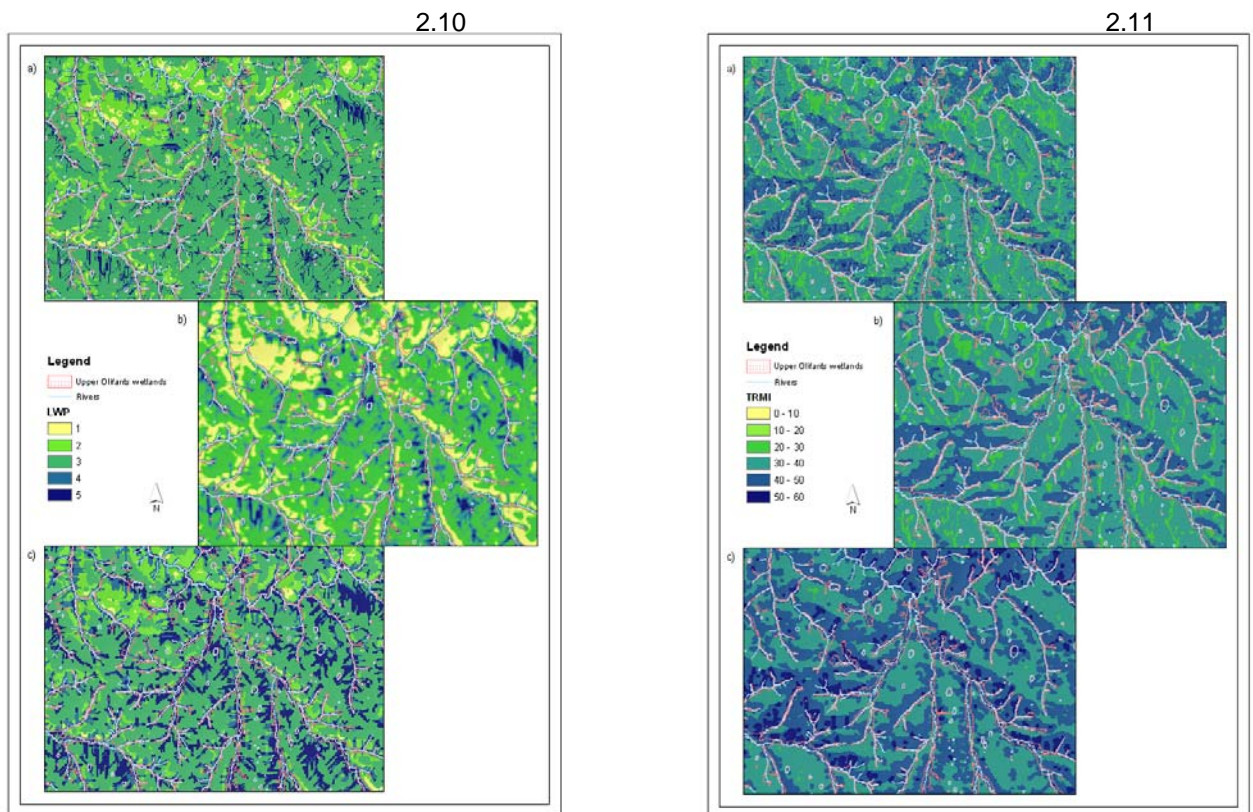 2.10
a)
b)
Legend
Upper Olifants wetlands
Rivers
LWP
1
2
3
4
5
N
c)
2.11
a)
b)
Legend
Upper Olifants wetlands
Rivers
TRMI
0 - 10
10 - 20
20 - 30
30 - 40
40 - 50
50 - 60
N
c)